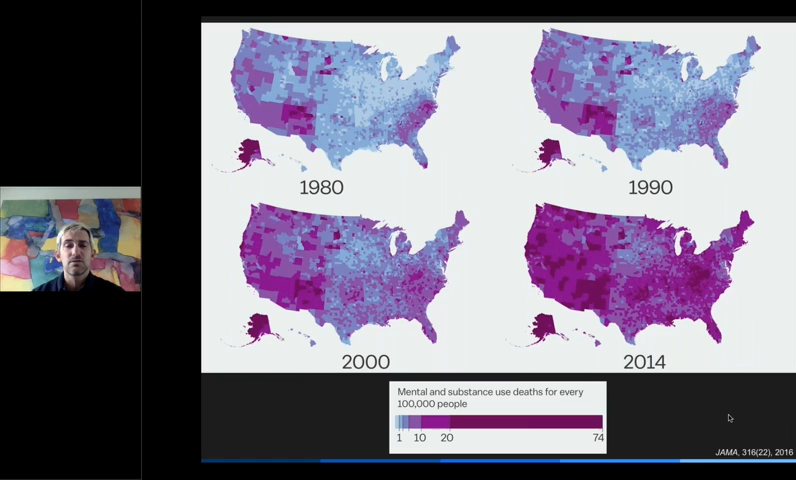 1980
1990
2000
2014
Mental and substance use deaths for every
100,000 people
1 10 20 74
JAMA, 316(22), 2016